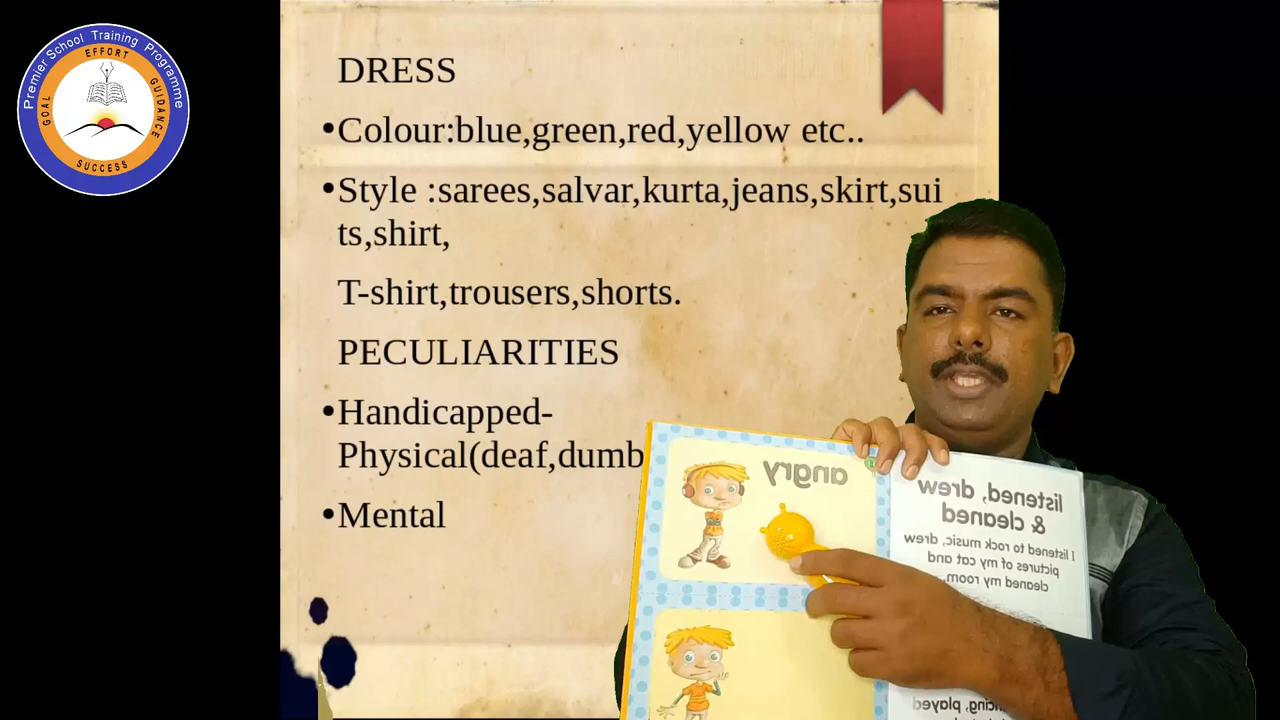 Premier School Training Programme
EFFORT
GOAL
GUIDANCE
SUCCESS
DRESS
•Colour:blue,green,red,yellow etc..
•Style :sarees,salvar,kurta,jeans,skirt,sui
ts,shirt,
T-shirt,trousers,shorts.
PECULIARITIES
•Handicapped-
Physical(deaf,dumb
•Mental
angry
listened, drew
& cleaned
I listened to rock music, drew
pictures of my cat and
cleaned my room.
played